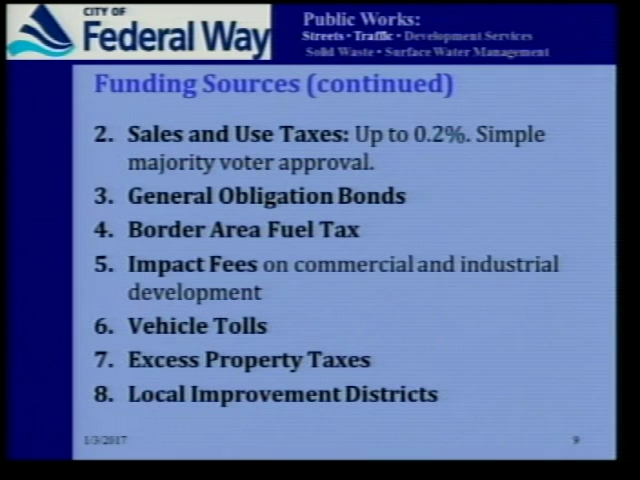 CITY OF
Federal Way
Public Works:
Streets • Traffic • Development Services
Solid Waste • Surface Water Management
Funding Sources (continued)
2. Sales and Use Taxes: Up to 0.2%. Simple
majority voter approval.
3. General Obligation Bonds
4. Border Area Fuel Tax
5. Impact Fees on commercial and industrial
development
6. Vehicle Tolls
7. Excess Property Taxes
8. Local Improvement Districts
1/3/2017
9